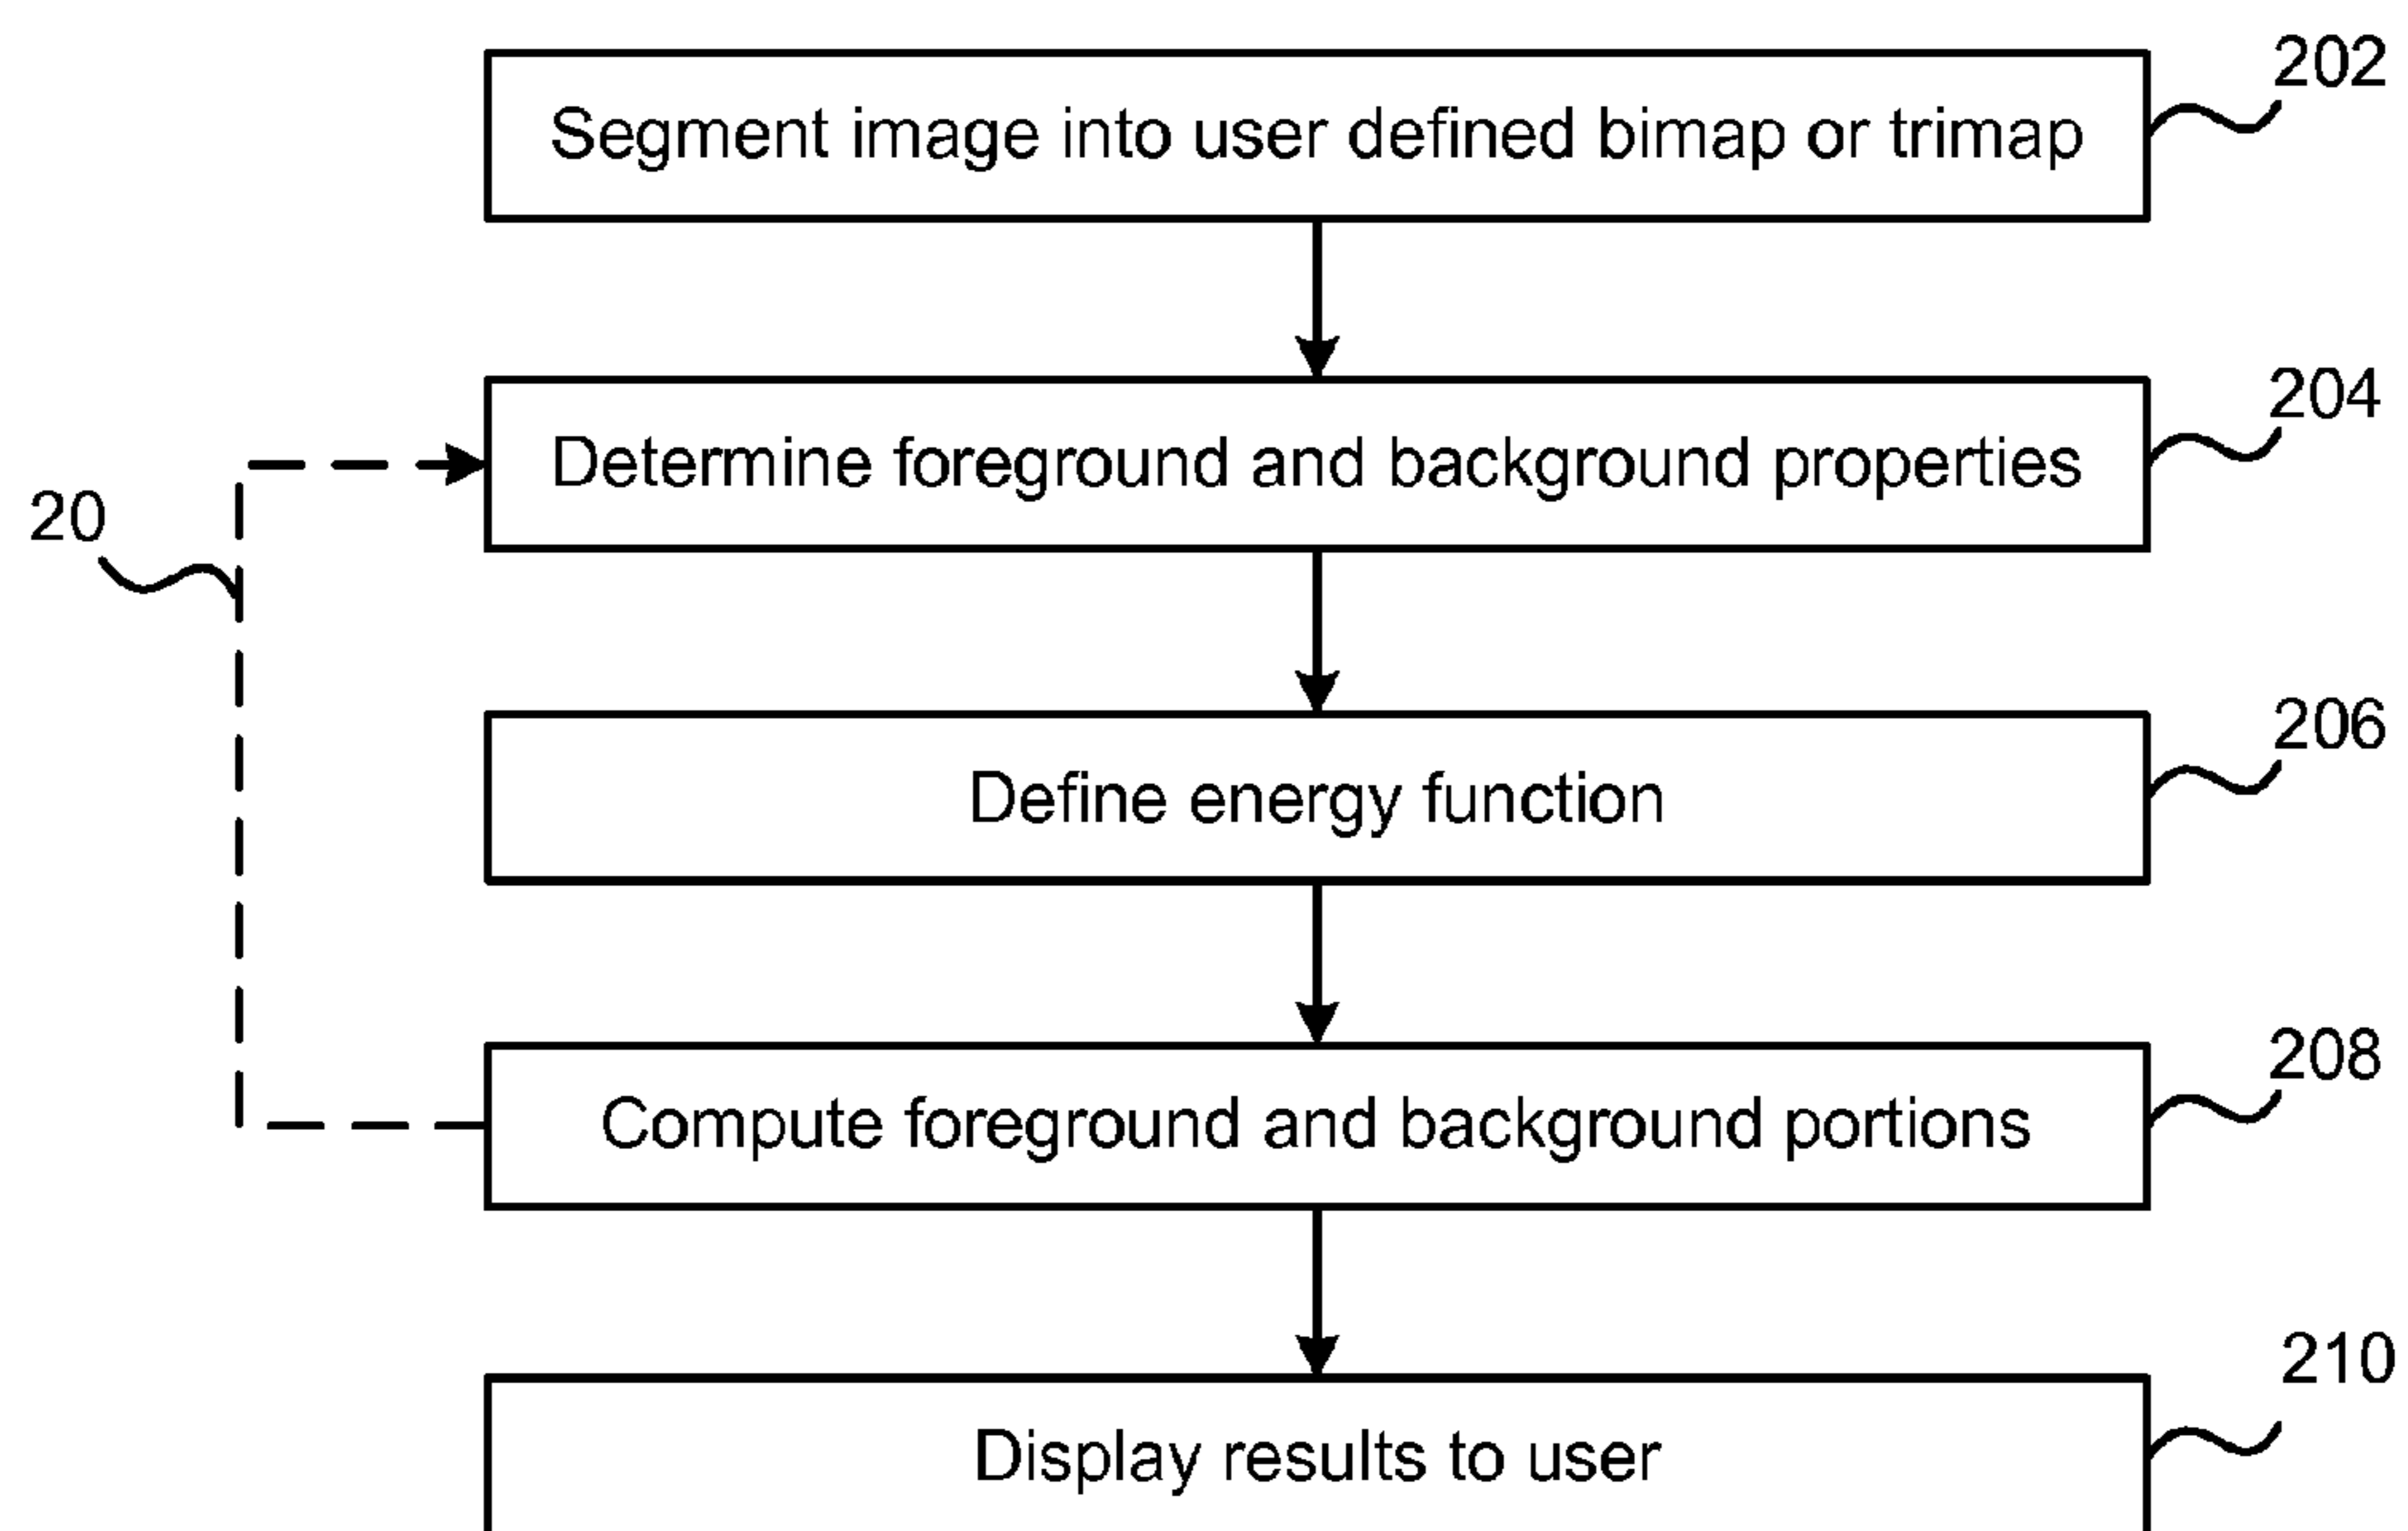 202
Segment image into user defined bimap or trimap
204
Determine foreground and background properties
20
206
Define energy function
208
Compute foreground and background portions
210
Display results to user